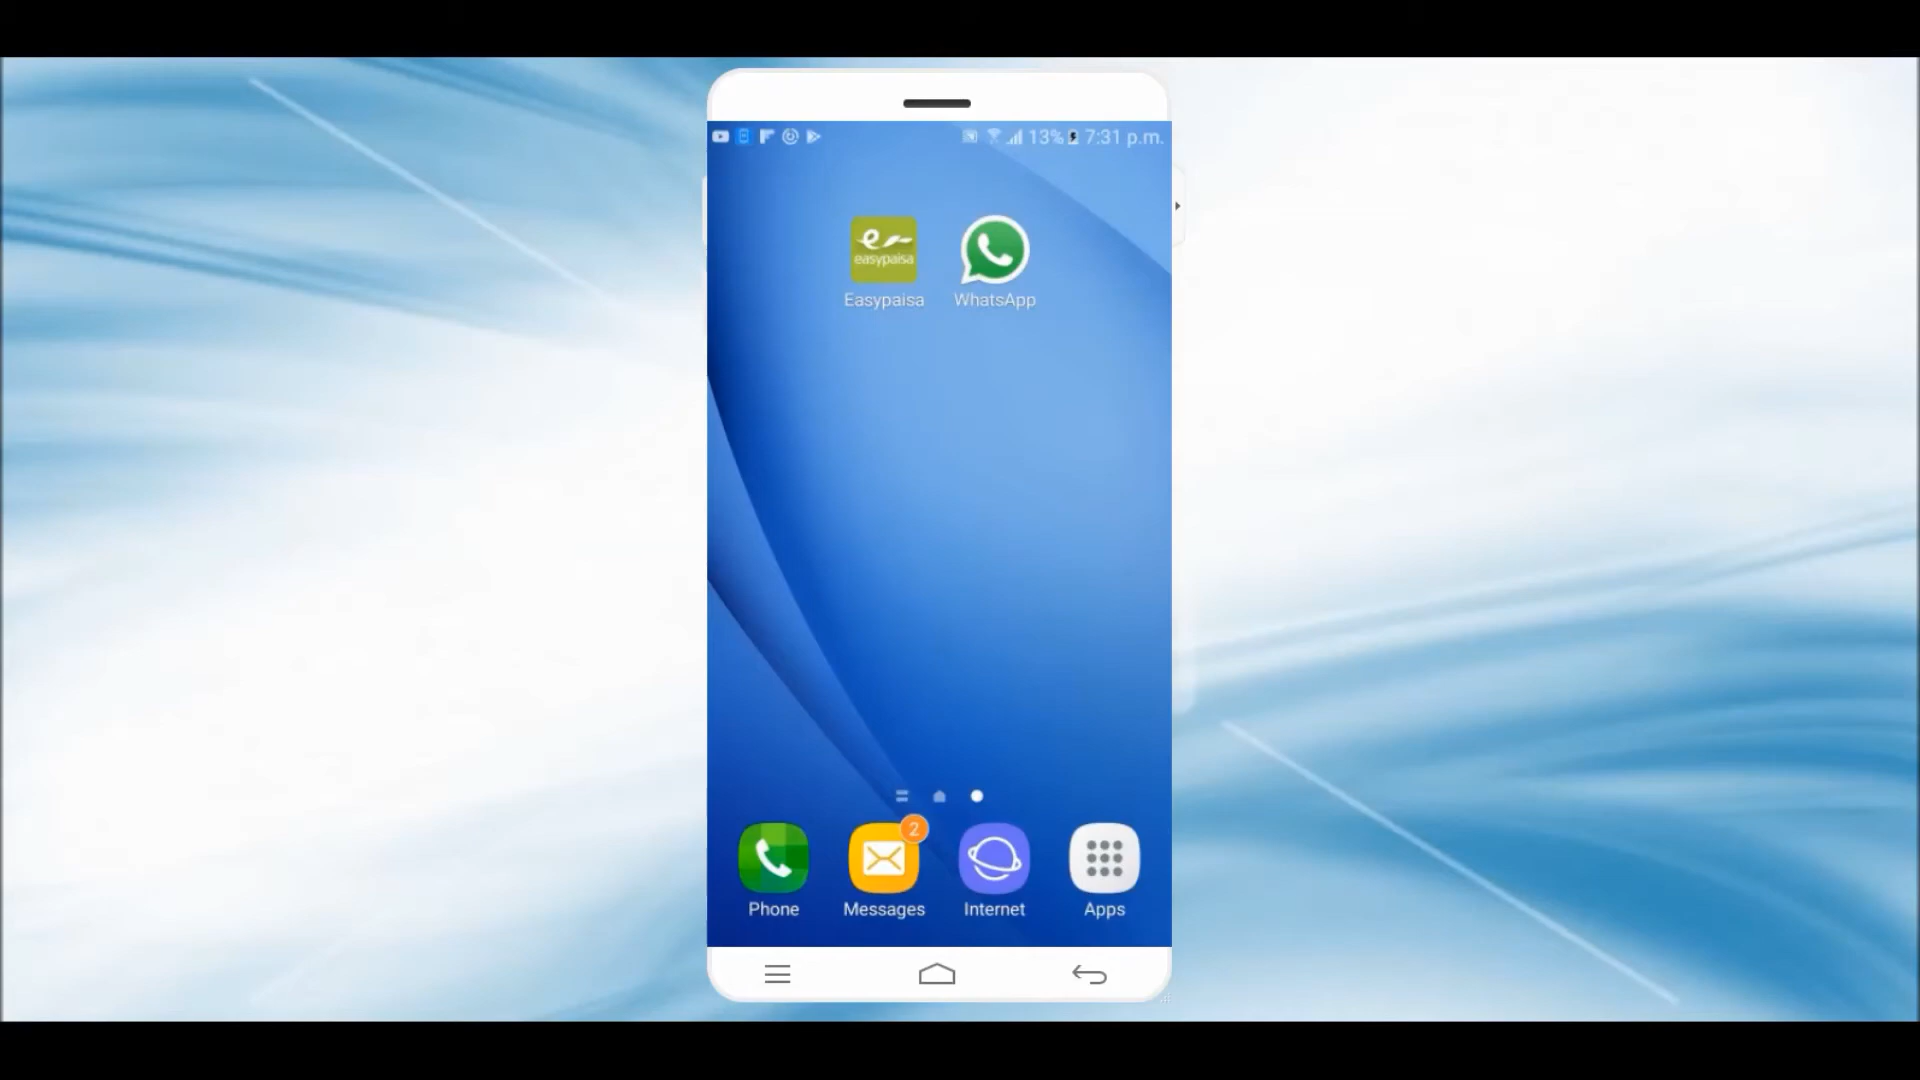 13% 7:31 p.m.
easypaisa
Easypaisa WhatsApp
2
Phone Messages Internet Apps